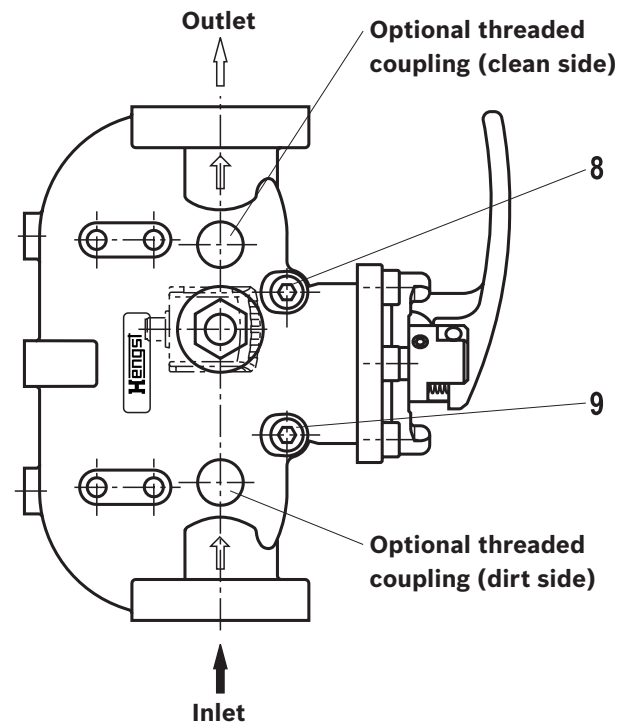 Outlet
Optional threaded
coupling (clean side)
8
Hengst
9
Optional threaded
coupling (dirt side)
Inlet